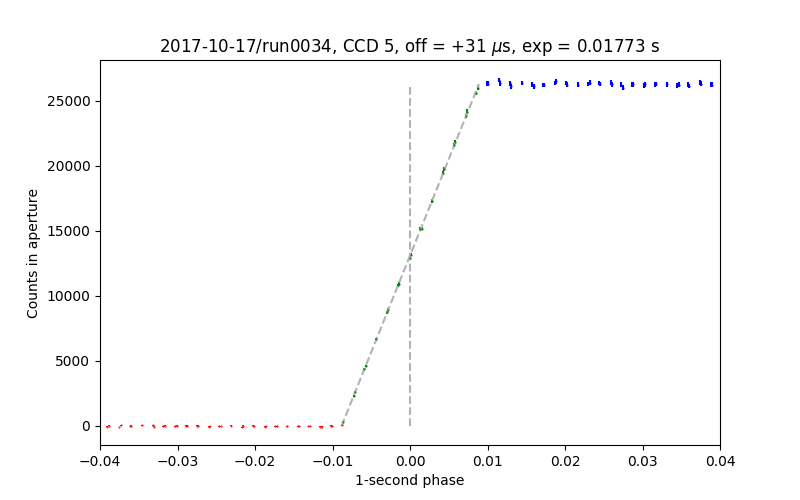 2017-10-17/run0034, CCD 5, off = +31 μs, exp = 0.01773 s
25000
20000
15000
10000
5000
0
Counts in aperture
−0.04 −0.03 −0.02 −0.01 0.00 0.01 0.02 0.03 0.04
1-second phase